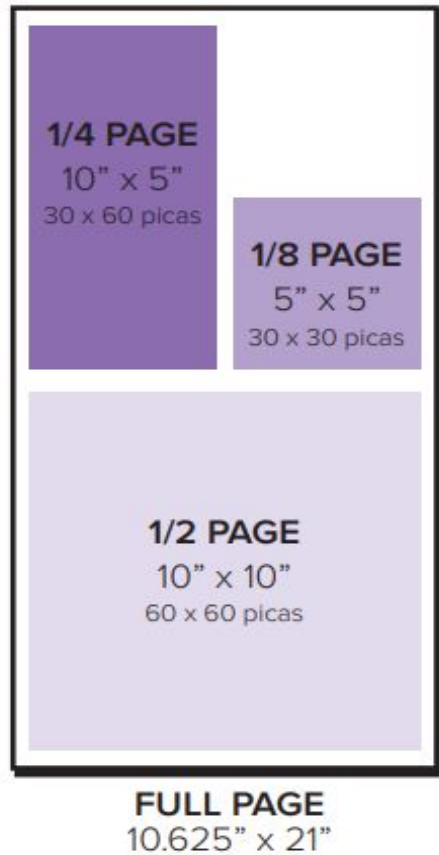 1/4 PAGE
10” x 5”
30 x 60 picas
1/8 PAGE
5” x 5”
30 x 30 picas
1/2 PAGE
10” x 10”
60 x 60 picas
FULL PAGE
10.625” x 21”